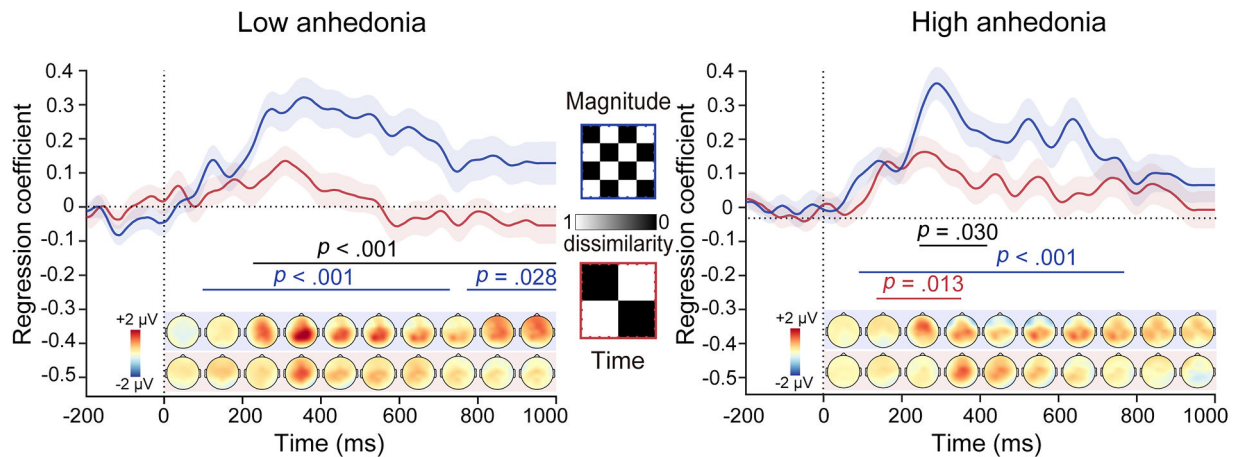 Low anhedonia
High anhedonia
Regression coefficient
0.4
0.3
0.2
0.1
0
-0.1
-0.2
-0.3
-0.4
-0.5
p < .001
p < .001
p = .028
+2 µV
-2 µV
-200
0
200
400
600
800
1000
Time (ms)
Magnitude
1
0
dissimilarity
Time
Regression coefficient
0.4
0.3
0.2
0.1
0
-0.1
-0.2
-0.3
-0.4
-0.5
p = .030
p < .001
p = .013
+2 µV
-2 µV
-200
0
200
400
600
800
1000
Time (ms)